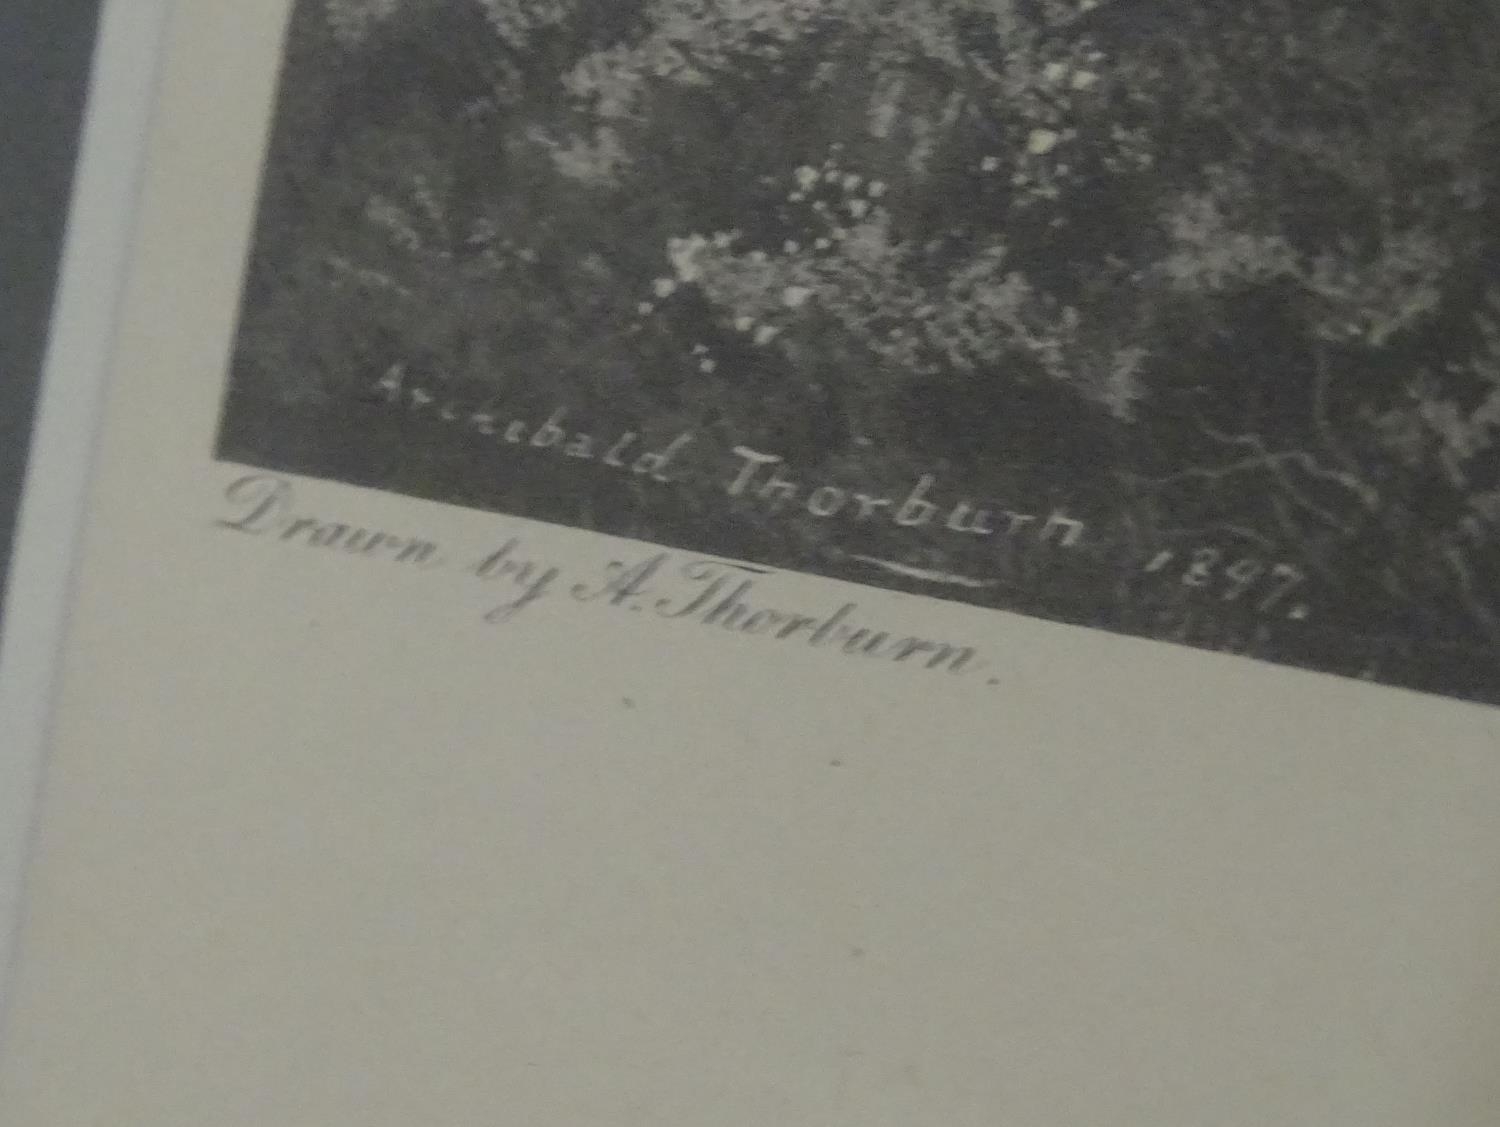 Archibald Thorburn 1897.
Drawn by A. Thorburn.